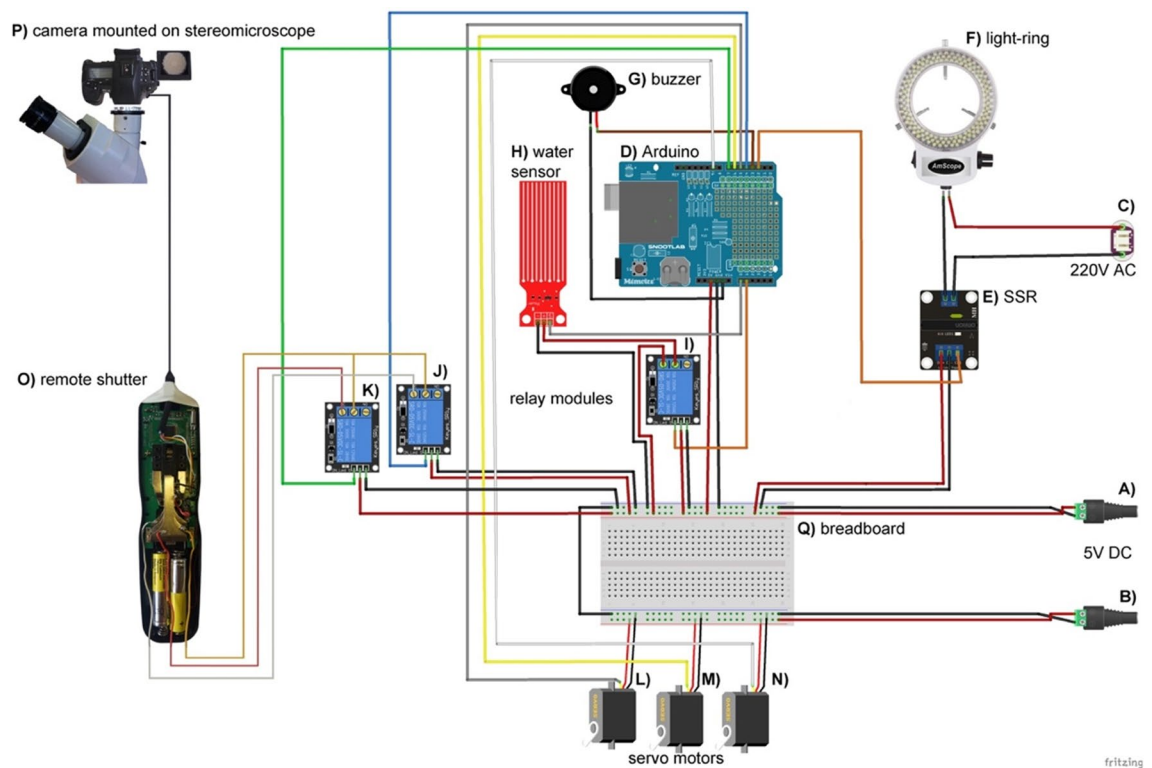 P) camera mounted on stereomicroscope
F) light-ring
G) buzzer
H) water
sensor
D) Arduino
AmScope
C)
220V AC
SNOOTLAB
Mémoire
E) SSR
I)
J)
K)
O) remote shutter
relay modules
A)
Q) breadboard
5V DC
B)
L)
M)
N)
servo motors
fritzing